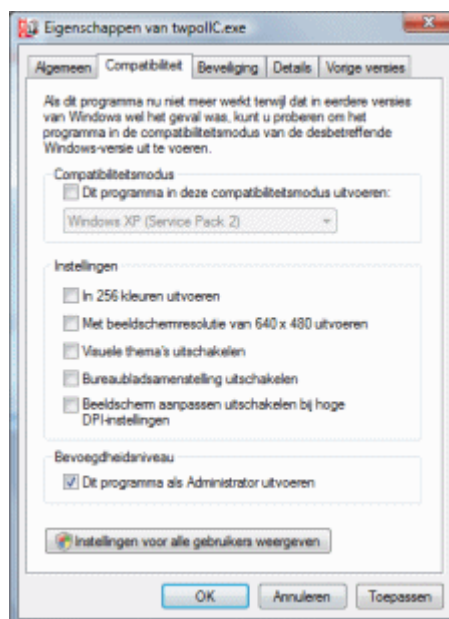 Eigenschappen van twpollC.exe
Algemeen Compatibiliteit Beveiliging Details Vorige versies
Als dit programma nu niet meer werkt terwijl dat in eerdere versies
van Windows wel het geval was, kunt u proberen om het
programma in de compatibiliteitsmodus van de desbetreffende
Windows-versie uit te voeren.
Compatibiliteitsmodus
Dit programma in deze compatibiliteitsmodus uitvoeren:
Windows XP (Service Pack 2)
Instellingen
In 256 kleuren uitvoeren
Met beeldschermresolutie van 640 x 480 uitvoeren
Visuele thema's uitschakelen
Bureaubladsamenstelling uitschakelen
Beeldscherm aanpassen uitschakelen bij hoge
DPI-instellingen
Bevoegdheidsniveau
Dit programma als Administrator uitvoeren
Instellingen voor alle gebruikers weergeven
OK Annuleren Toepassen